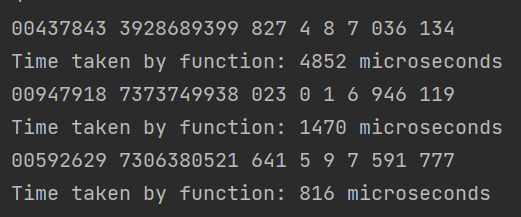 00437843 3928689399 827 4 8 7 036 134
Time taken by function: 4852 microseconds
00947918 7373749938 023 0 1 6 946 119
Time taken by function: 1470 microseconds
00592629 7306380521 641 5 9 7 591 777
Time taken by function: 816 microseconds